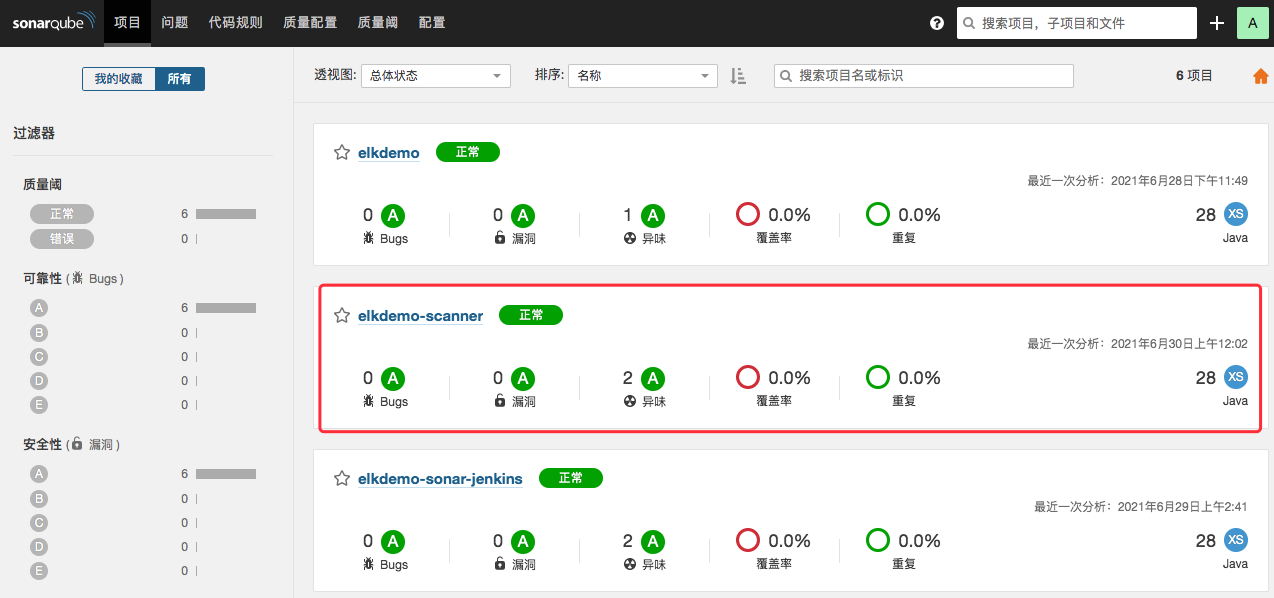 sonarqube 项目 问题 代码规则 质量配置 质量阈 配置 ? 搜索项目，子项目和文件 + A
我的收藏 所有
透视图: 总体状态 排序: 名称 搜索项目名或标识 6 项目
过滤器
质量阈
正常 6
错误 0
可靠性 ( Bugs )
A 6
B 0
C 0
D 0
E 0
安全性 ( 漏洞 )
A 6
B 0
C 0
D 0
E 0
elkdemo 正常
最近一次分析：2021年6月28日下午11:49
0 A 0 A 1 A 0.0% 0.0% 28 XS
Bugs 漏洞 异味 覆盖率 重复 Java
elkdemo-scanner 正常
最近一次分析：2021年6月30日上午12:02
0 A 0 A 2 A 0.0% 0.0% 28 XS
Bugs 漏洞 异味 覆盖率 重复 Java
elkdemo-sonar-jenkins 正常
最近一次分析：2021年6月29日上午2:41
0 A 0 A 2 A 0.0% 0.0% 28 XS
Bugs 漏洞 异味 覆盖率 重复 Java